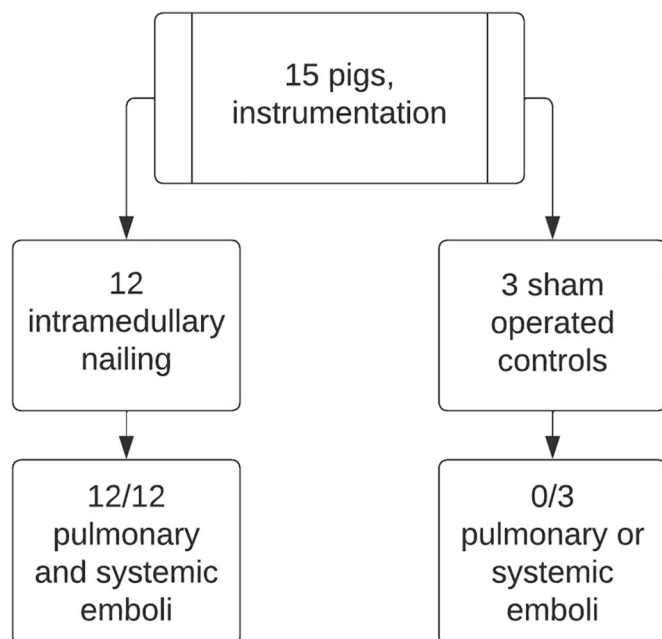 15 pigs,
instrumentation
12
intramedullary
nailing
3 sham
operated
controls
12/12
pulmonary
and systemic
emboli
0/3
pulmonary or
systemic
emboli